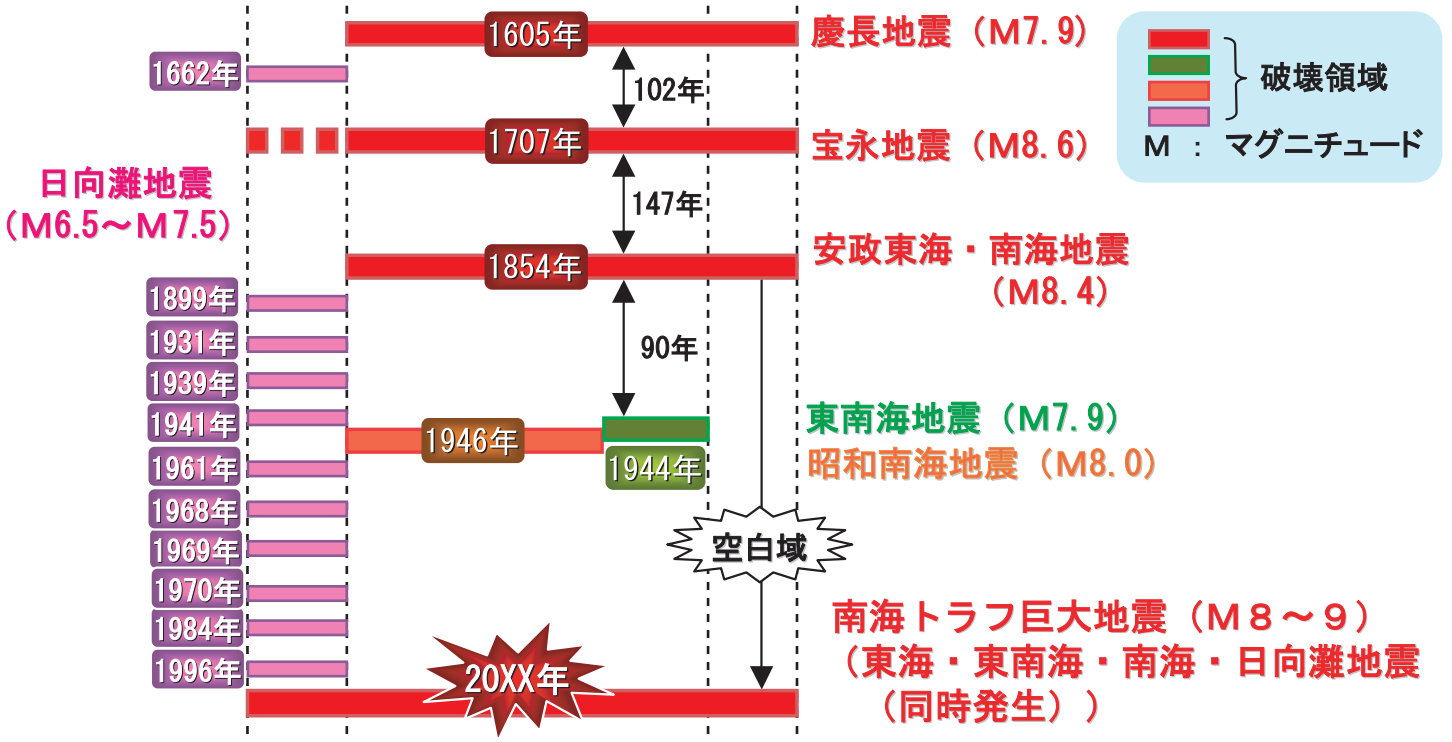 1605年
慶長地震（M7.9）
破壊領域
M ： マグニチュード
1662年
102年
1707年
宝永地震（M8.6）
日向灘地震
（M6.5～M7.5）
147年
1854年
安政東海・南海地震
（M8.4）
1899年
1931年
1939年
1941年
1961年
1968年
1969年
1970年
1984年
1996年
90年
1946年
1944年
東南海地震（M7.9）
昭和南海地震（M8.0）
空白域
20XX年
南海トラフ巨大地震（M８～９）
（東海・東南海・南海・日向灘地震
（同時発生））